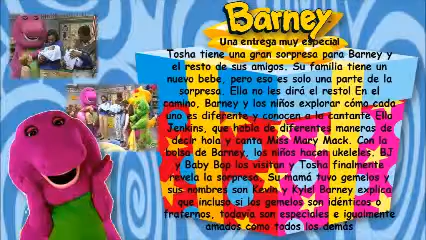 Barney
Una entrega muy especial
Tosha tiene una gran sorpresa para Barney y
el resto de sus amigos. Su familia tiene un
nuevo bebe, pero eso es solo una parte de la
sorpresa. Ella no les dirá el resto! En el
camino, Barney y los niños explorar cómo cada
uno es diferente y conocen a la cantante Ella
Jenkins, que habla de diferentes maneras de
decir hola y canta Miss Mary Mack. Con la
bolsa de Barney, los niños hacen ukeleles. BJ
y Baby Bop los visitan y Tosha finalmente
revela la sorpresa. Su mamá tuvo gemelos y
sus nombres son Kevin y Kyle! Barney explica
que incluso si los gemelos son idénticos o
fraternos, todavía son especiales e igualmente
amados como todos los demás